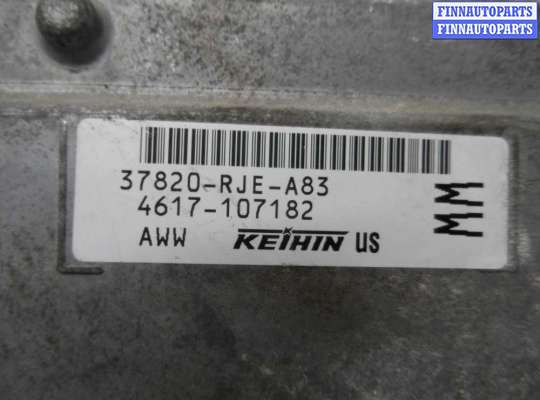 FINNAUTOPARTS
FINNAUTOPARTS
37820-RJE-A83
4617-107182
AWW KEIHIN US
MM